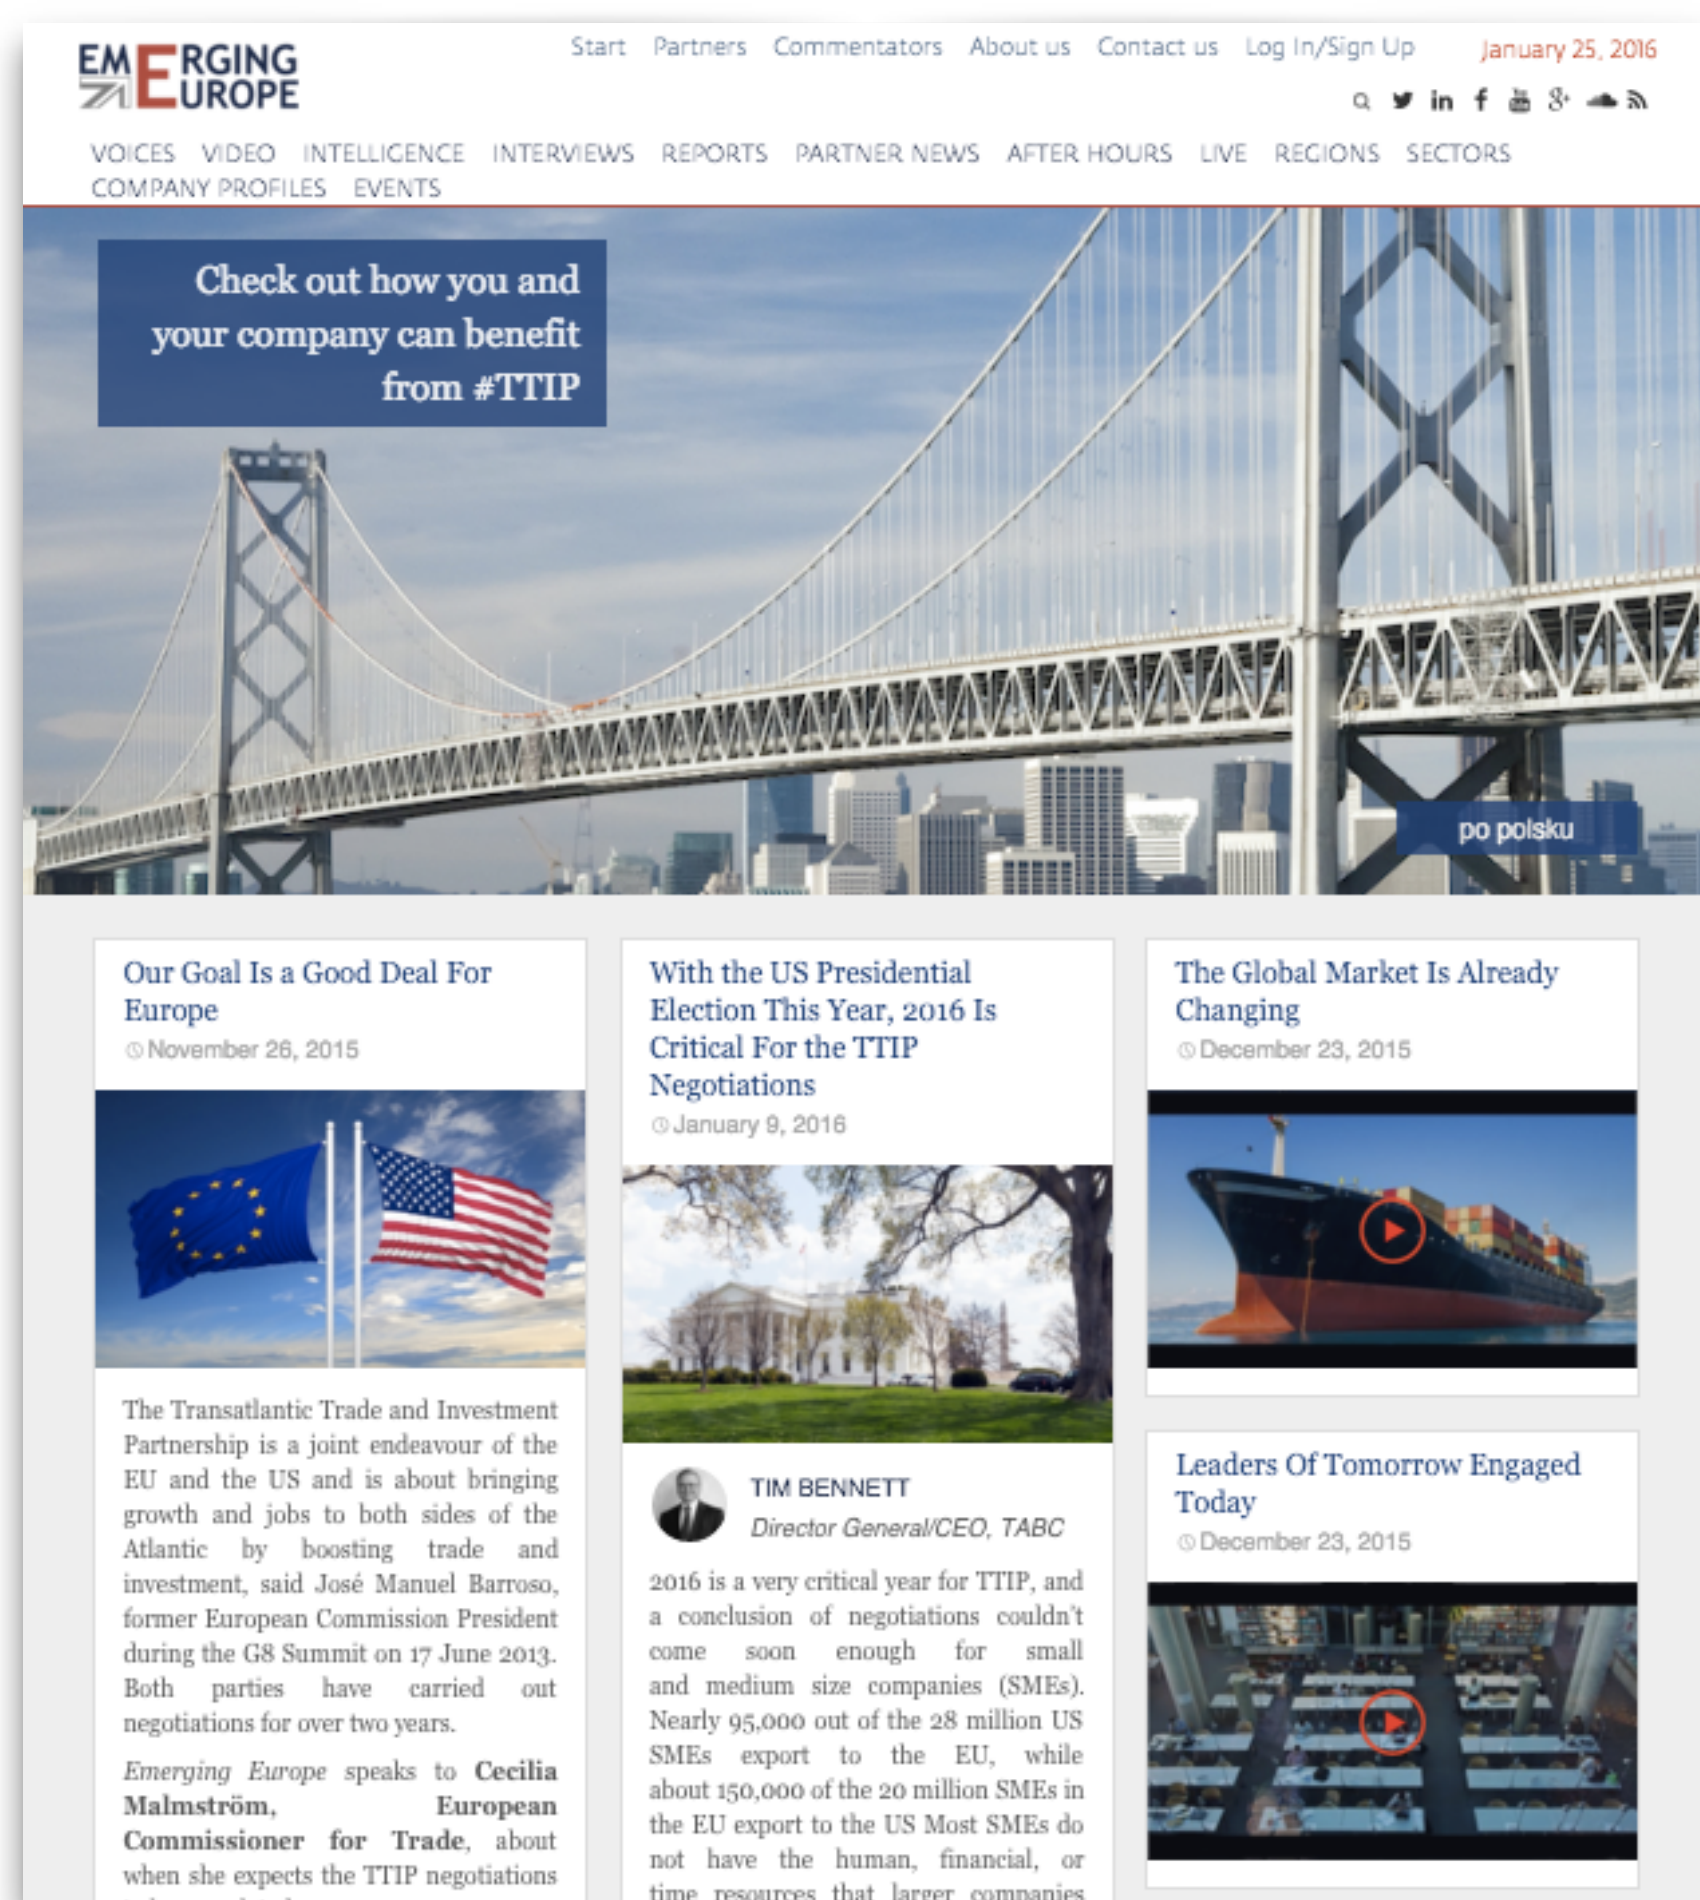 EMERGING
EUROPE
Start Partners Commentators About us Contact us Log In/Sign Up January 25, 2016
VOICES VIDEO INTELLIGENCE INTERVIEWS REPORTS PARTNER NEWS AFTER HOURS LIVE REGIONS SECTORS
COMPANY PROFILES EVENTS
Check out how you and
your company can benefit
from #TTIP
po polsku
Our Goal Is a Good Deal For
Europe
November 26, 2015
The Transatlantic Trade and Investment
Partnership is a joint endeavour of the
EU and the US and is about bringing
growth and jobs to both sides of the
Atlantic by boosting trade and
investment, said José Manuel Barroso,
former European Commission President
during the G8 Summit on 17 June 2013.
Both parties have carried out
negotiations for over two years.
Emerging Europe speaks to Cecilia
Malmström, European
Commissioner for Trade, about
when she expects the TTIP negotiations
With the US Presidential
Election This Year, 2016 Is
Critical For the TTIP
Negotiations
January 9, 2016
TIM BENNETT
Director General/CEO, TABC
2016 is a very critical year for TTIP, and
a conclusion of negotiations couldn't
come soon enough for small
and medium size companies (SMEs).
Nearly 95,000 out of the 28 million US
SMEs export to the EU, while
about 150,000 of the 20 million SMEs in
the EU export to the US Most SMEs do
not have the human, financial, or
time resources that larger companies
The Global Market Is Already
Changing
December 23, 2015
Leaders Of Tomorrow Engaged
Today
December 23, 2015